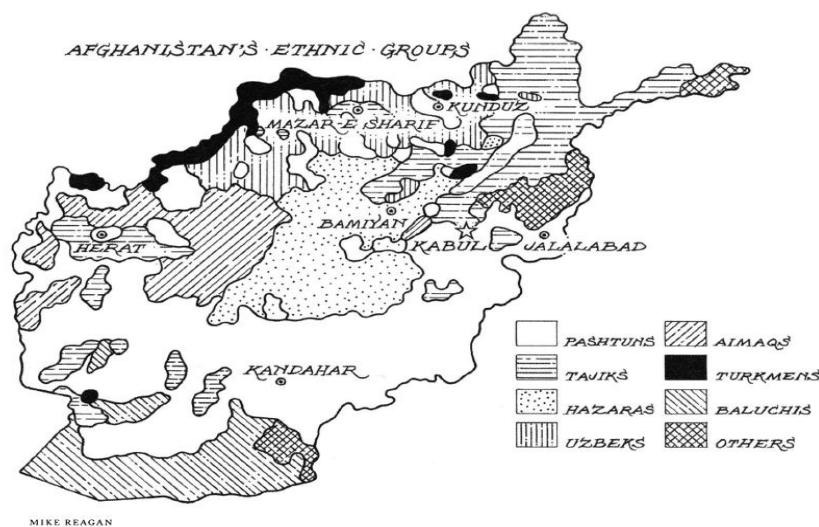 AFGHANISTAN'S · ETHNIC · GROUPS
KUNDUZ
MAZAR-E SHARIF
BAMIYAN
HERAT
KABUL
JALALABAD
KANDAHAR
PASHTUNS
TAJIKS
HAZARAS
UZBEKS
AIMAQS
TURKMENS
BALUCHIS
OTHERS
MIKE REAGAN